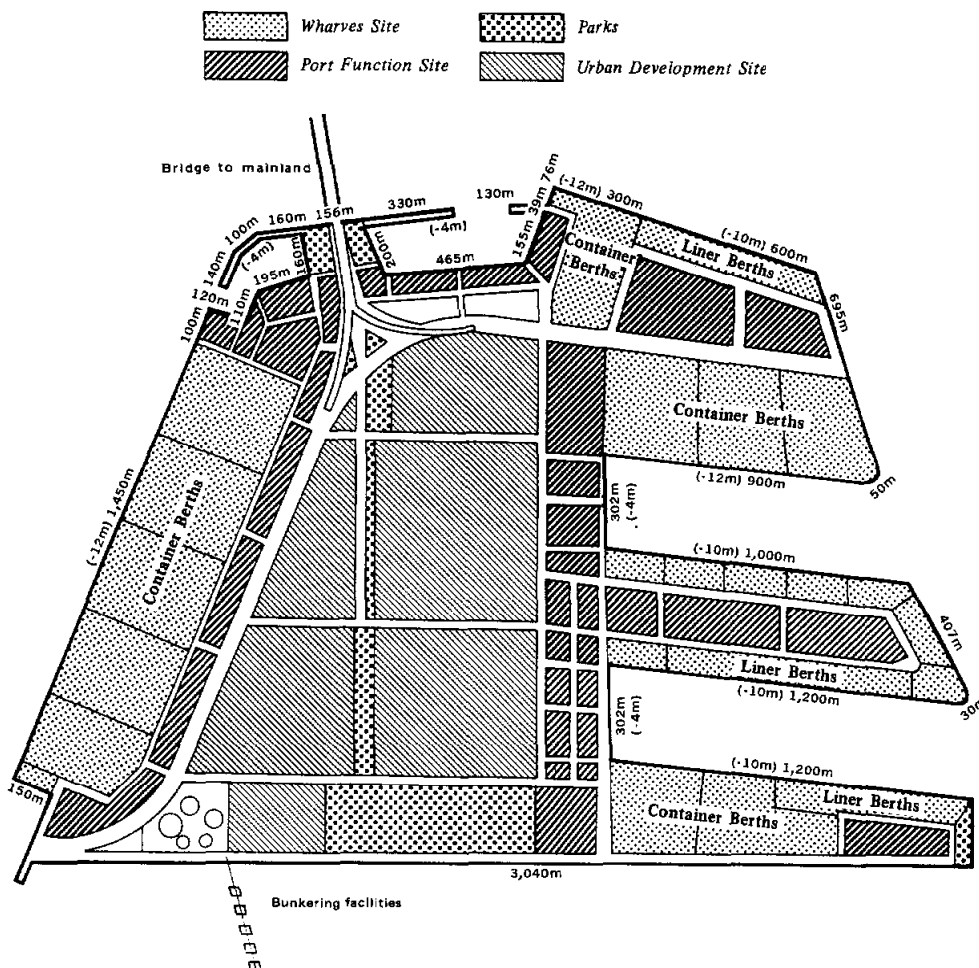 Wharves Site
Parks
Port Function Site
Urban Development Site
Bridge to mainland
140m
100m
160m
156m
330m
130m
39m
76m
(-12m) 300m
(-10m) 600m
(-4m)
(-4m)
160m
200m
155m
195m
465m
120m
110m
100m
Container
Berths
Liner Berths
695m
Container Berths
(-12m) 900m
50m
(-12m) 1,450m
Container Berths
302m
(-4m)
(-10m) 1,000m
407m
Liner Berths
(-10m) 1,200m
30m
302m
(-4m)
(-10m) 1,200m
Liner Berths
Container Berths
150m
3,040m
Bunkering facilities